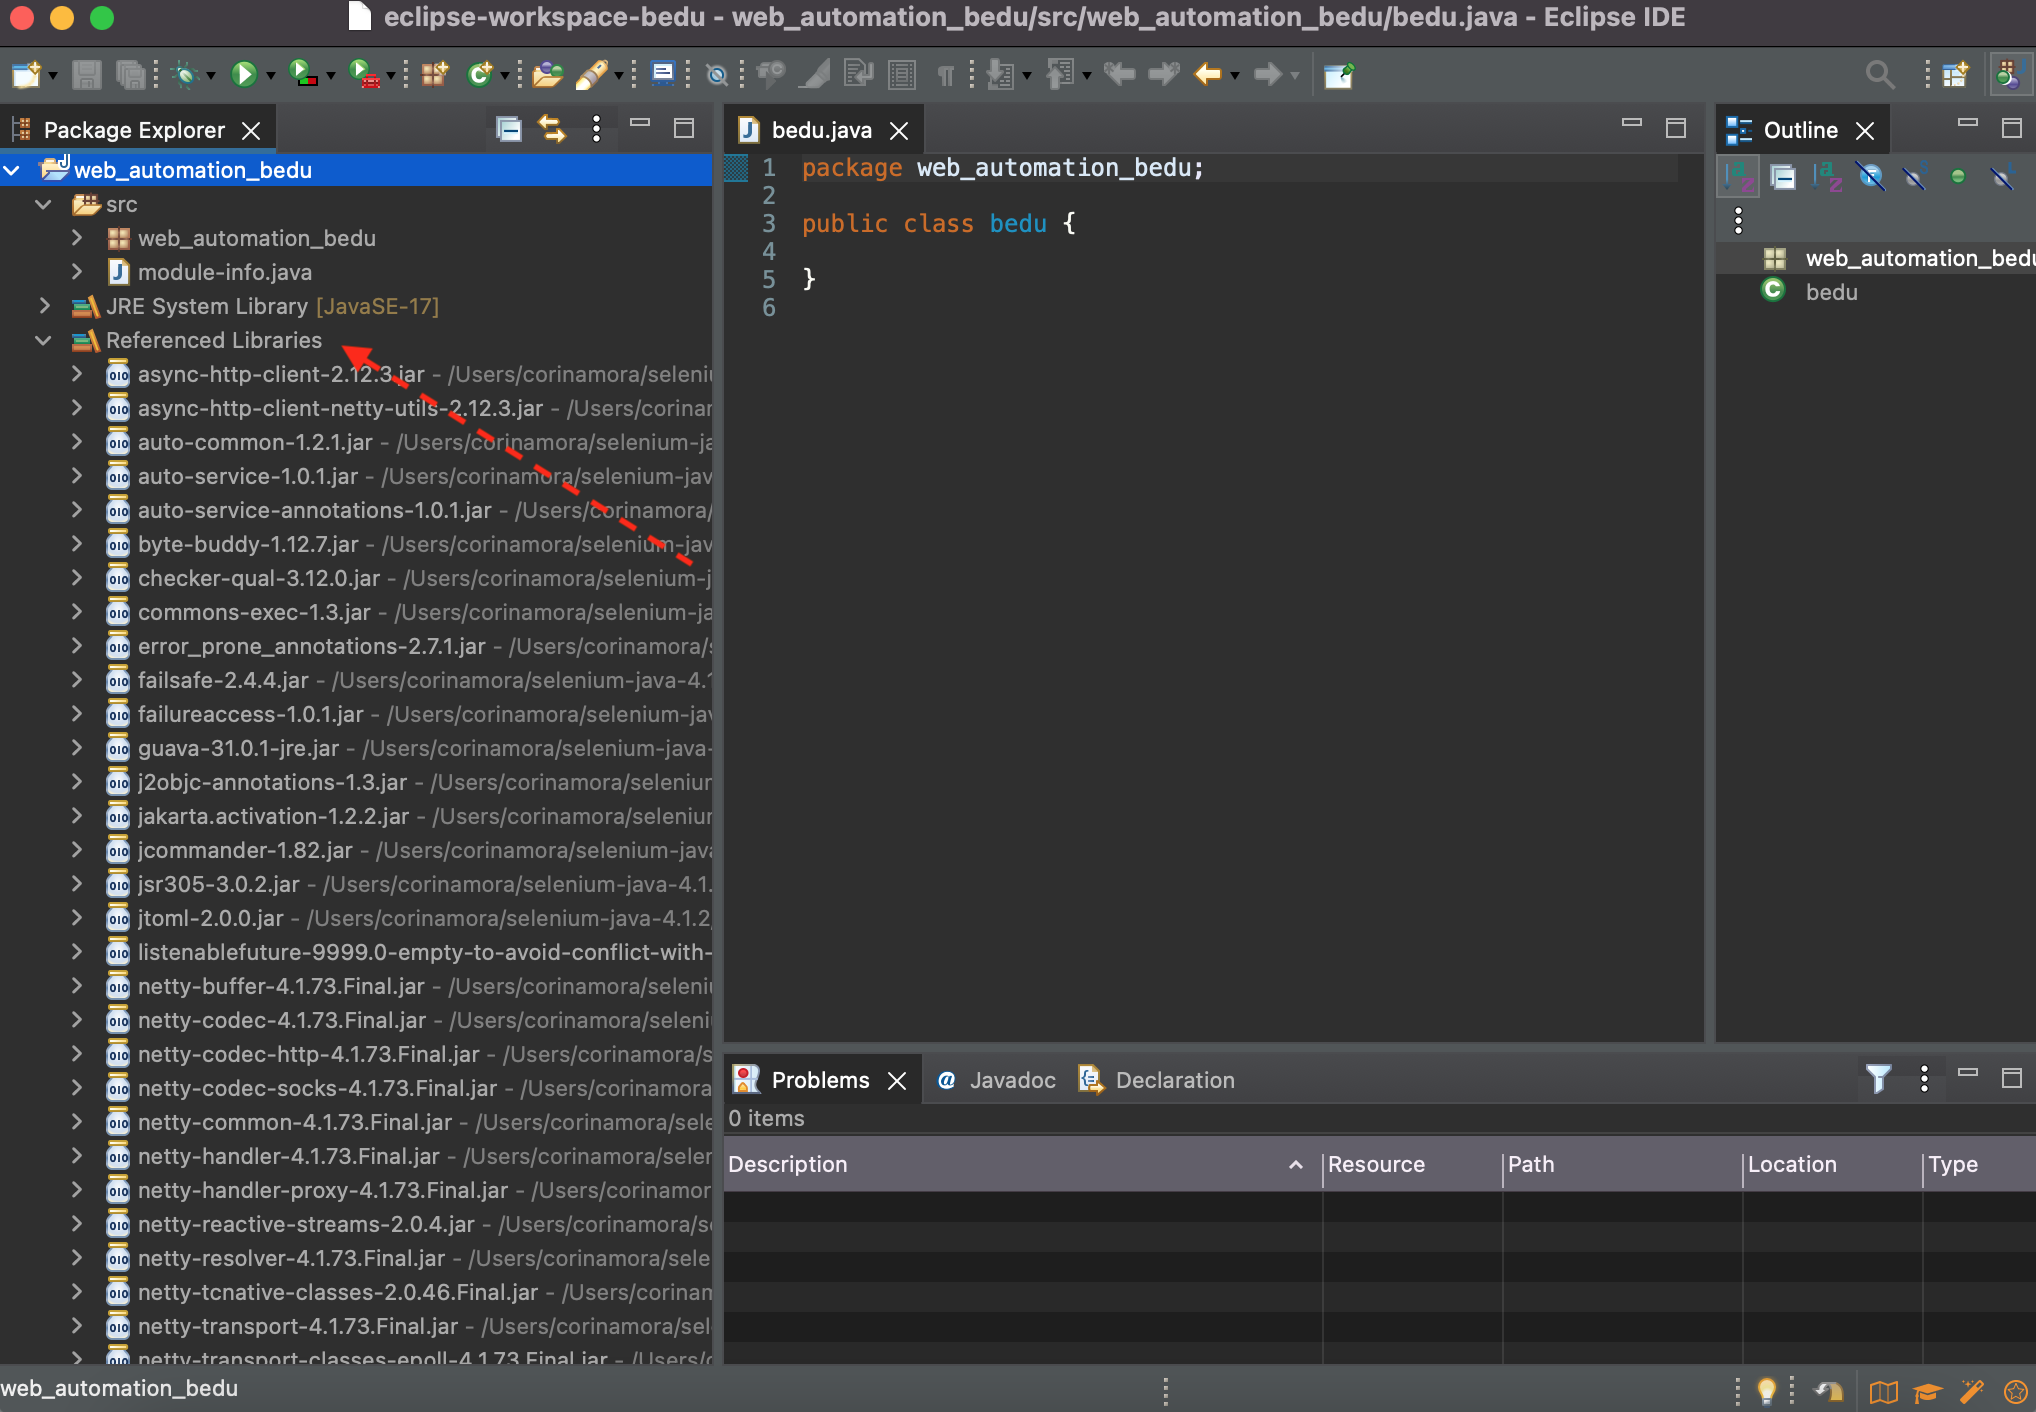 eclipse-workspace-bedu - web_automation_bedu/src/web_automation_bedu/bedu.java - Eclipse IDE
Package Explorer
web_automation_bedu
src
web_automation_bedu
module-info.java
JRE System Library [JavaSE-17]
Referenced Libraries
async-http-client-2.12.3.jar - /Users/corinamora/seleniu
async-http-client-netty-utils-2.12.3.jar - /Users/corinar
auto-common-1.2.1.jar - /Users/corinamora/selenium-ja
auto-service-1.0.1.jar - /Users/corinamora/selenium-jav
auto-service-annotations-1.0.1.jar - /Users/corinamora/
byte-buddy-1.12.7.jar - /Users/corinamora/selenium-jav
checker-qual-3.12.0.jar - /Users/corinamora/selenium-j
commons-exec-1.3.jar - /Users/corinamora/selenium-ja
error_prone_annotations-2.7.1.jar - /Users/corinamora/s
failsafe-2.4.4.jar - /Users/corinamora/selenium-java-4.1
failureaccess-1.0.1.jar - /Users/corinamora/selenium-jav
guava-31.0.1-jre.jar - /Users/corinamora/selenium-java-
j2objc-annotations-1.3.jar - /Users/corinamora/seleniur
jakarta.activation-1.2.2.jar - /Users/corinamora/seleniur
jcommander-1.82.jar - /Users/corinamora/selenium-java
jsr305-3.0.2.jar - /Users/corinamora/selenium-java-4.1.
jtoml-2.0.0.jar - /Users/corinamora/selenium-java-4.1.2
listenablefuture-9999.0-empty-to-avoid-conflict-with-
netty-buffer-4.1.73.Final.jar - /Users/corinamora/seleni
netty-codec-4.1.73.Final.jar - /Users/corinamora/seleni
netty-codec-http-4.1.73.Final.jar - /Users/corinamora/s
netty-codec-socks-4.1.73.Final.jar - /Users/corinamora
netty-common-4.1.73.Final.jar - /Users/corinamora/sele
netty-handler-4.1.73.Final.jar - /Users/corinamora/seler
netty-handler-proxy-4.1.73.Final.jar - /Users/corinamor
netty-reactive-streams-2.0.4.jar - /Users/corinamora/se
netty-resolver-4.1.73.Final.jar - /Users/corinamora/sele
netty-tcnative-classes-2.0.46.Final.jar - /Users/corinam
netty-transport-4.1.73.Final.jar - /Users/corinamora/sel
netty-transport-classes-epoll-4.1.73.Final.jar - /Users/c
bedu.java
1 package web_automation_bedu;
2
3 public class bedu {
4
5 }
6
Outline
web_automation_bedu
bedu
Problems
Javadoc
Declaration
0 items
Description
Resource
Path
Location
Type
web_automation_bedu